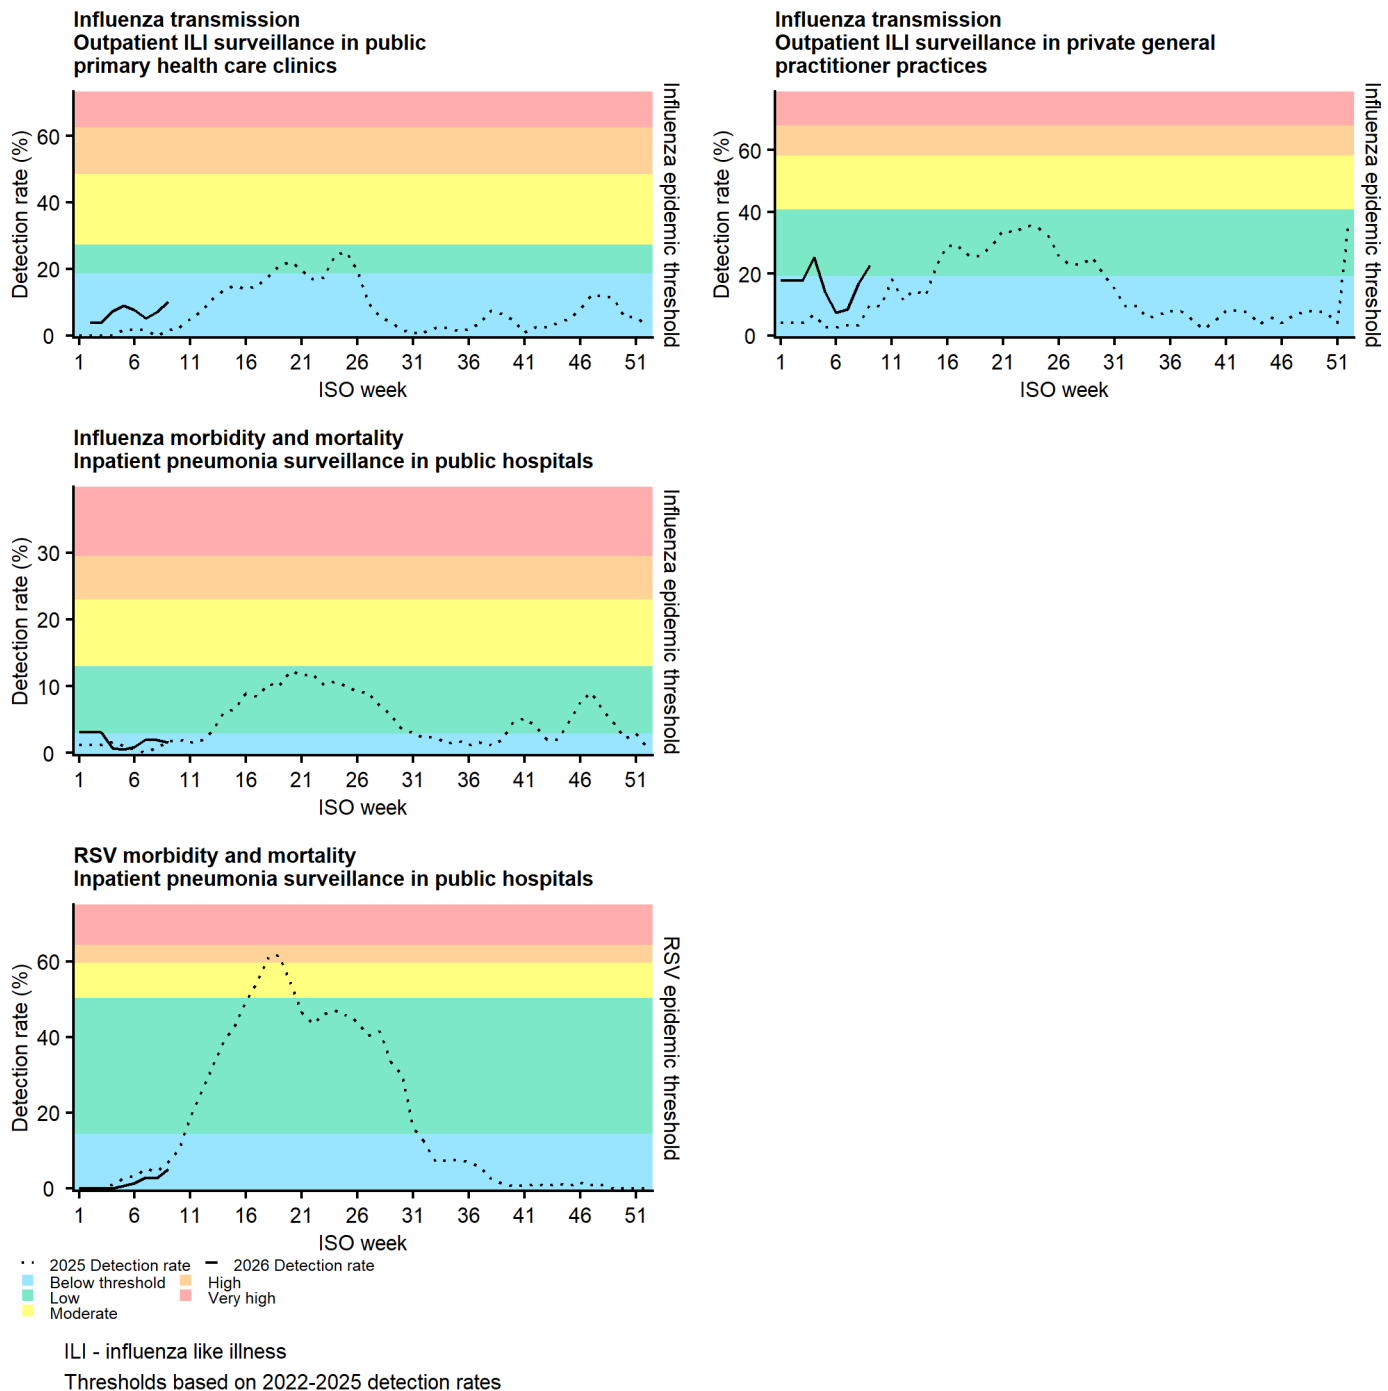 Influenza transmission
Outpatient ILI surveillance in public
primary health care clinics
Detection rate (%)
60
40
20
0
1 6 11 16 21 26 31 36 41 46 51
ISO week
Influenza epidemic threshold
Influenza transmission
Outpatient ILI surveillance in private general
practitioner practices
Detection rate (%)
60
40
20
0
1 6 11 16 21 26 31 36 41 46 51
ISO week
Influenza epidemic threshold
Influenza morbidity and mortality
Inpatient pneumonia surveillance in public hospitals
Detection rate (%)
30
20
10
0
1 6 11 16 21 26 31 36 41 46 51
ISO week
Influenza epidemic threshold
RSV morbidity and mortality
Inpatient pneumonia surveillance in public hospitals
Detection rate (%)
60
40
20
0
1 6 11 16 21 26 31 36 41 46 51
ISO week
RSV epidemic threshold
2025 Detection rate 2026 Detection rate
Below threshold High
Low Very high
Moderate
ILI - influenza like illness
Thresholds based on 2022-2025 detection rates